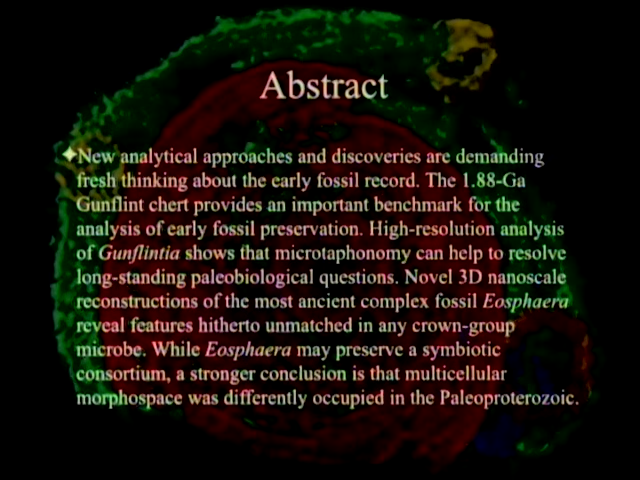 Abstract
✦New analytical approaches and discoveries are demanding
fresh thinking about the early fossil record. The 1.88-Ga
Gunflint chert provides an important benchmark for the
analysis of early fossil preservation. High-resolution analysis
of Gunflintia shows that microtaphonomy can help to resolve
long-standing paleobiological questions. Novel 3D nanoscale
reconstructions of the most ancient complex fossil Eosphaera
reveal features hitherto unmatched in any crown-group
microbe. While Eosphaera may preserve a symbiotic
consortium, a stronger conclusion is that multicellular
morphospace was differently occupied in the Paleoproterozoic.